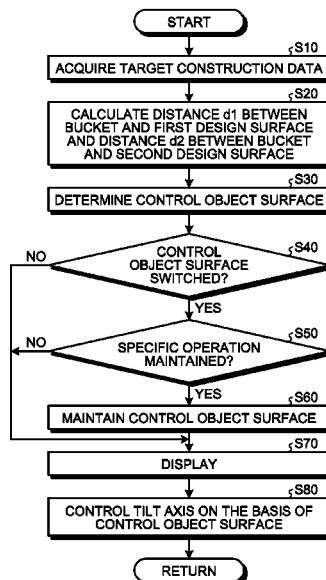 START
S10
ACQUIRE TARGET CONSTRUCTION DATA
S20
CALCULATE DISTANCE d1 BETWEEN
BUCKET AND FIRST DESIGN SURFACE
AND DISTANCE d2 BETWEEN BUCKET
AND SECOND DESIGN SURFACE
S30
DETERMINE CONTROL OBJECT SURFACE
S40
NO
CONTROL
OBJECT SURFACE
SWITCHED?
YES
S50
NO
SPECIFIC OPERATION
MAINTAINED?
YES
S60
MAINTAIN CONTROL OBJECT SURFACE
S70
DISPLAY
S80
CONTROL TILT AXIS ON THE BASIS OF
CONTROL OBJECT SURFACE
RETURN